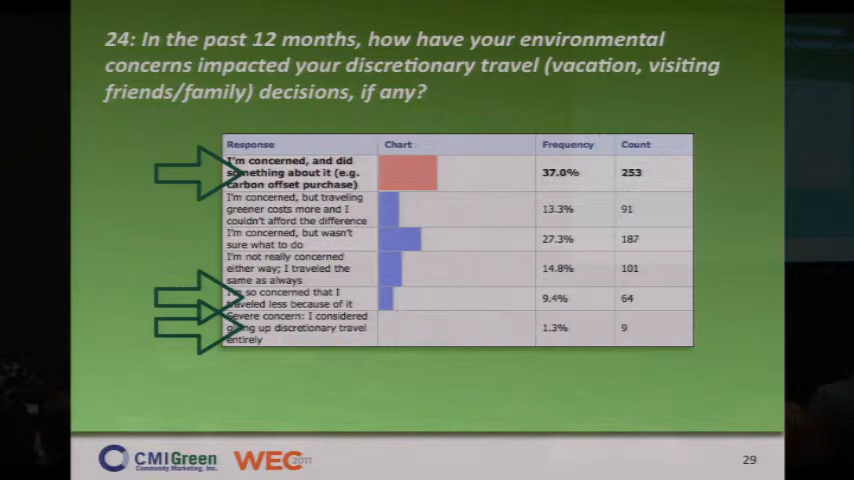 24: In the past 12 months, how have your environmental
concerns impacted your discretionary travel (vacation, visiting
friends/family) decisions, if any?
Response Chart Frequency Count
I'm concerned, and did
something about it (e.g.
carbon offset purchase) 37.0% 253
I'm concerned, but traveling
greener costs more and I
couldn't afford the difference 13.3% 91
I'm concerned, but wasn't
sure what to do 27.3% 187
I'm not really concerned
either way; I traveled the
same as always 14.8% 101
I'm so concerned that I
traveled less because of it 9.4% 64
Severe concern: I considered
giving up discretionary travel
entirely 1.3% 9
CMIGreen
Community Marketing, Inc.
WEC 2011
29